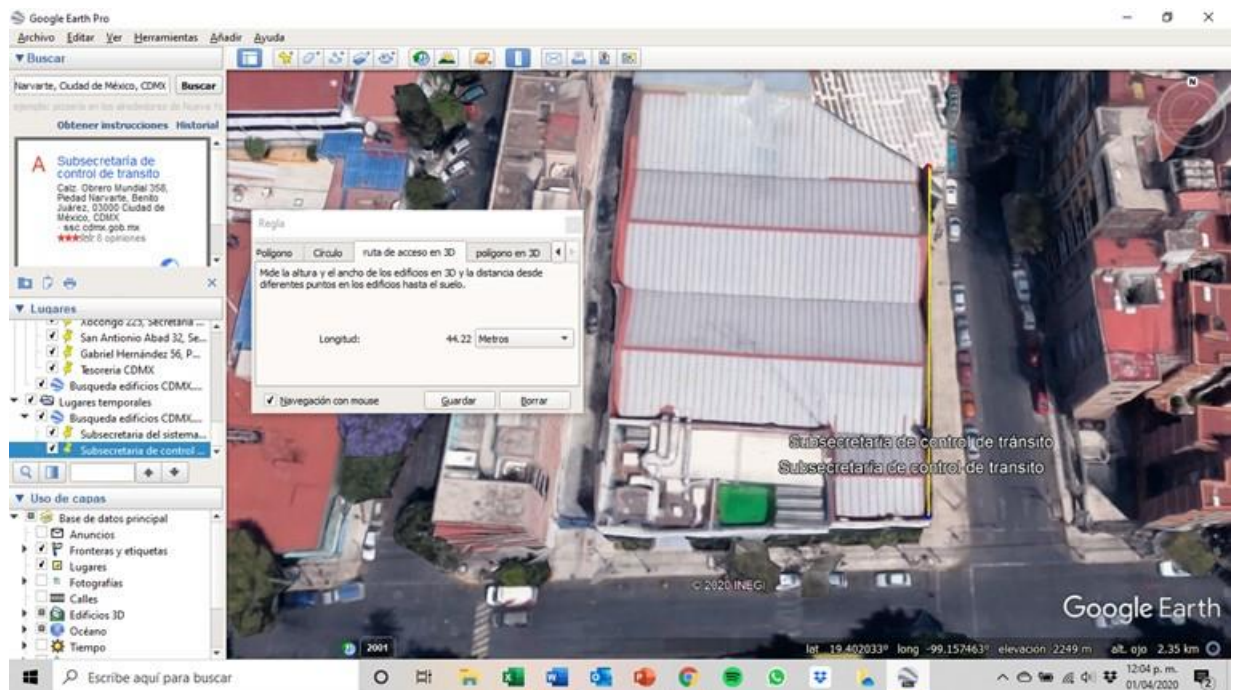 Google Earth Pro
Archivo Editar Ver Herramientas Añadir Ayuda
Buscar
Narvarte, Ciudad de México, CDMX Buscar
Obtener instrucciones Historial
A
Subsecretaría de
control de transito
Calz. Obrero Mundial 358,
Piedad Narvarte, Benito
Juárez, 03000 Ciudad de
México, CDMX
- ssc.cdmx.gob.mx
6 opiniones
Lugares
Xocongo 225, Secretaria ...
San Antonio Abad 32, Se...
Gabriel Hernández 56, P...
Tesoreria CDMX
Busqueda edificios CDMX....
Lugares temporales
Busqueda edificios CDMX....
Subsecretaria del sistema...
Subsecretaria de control ...
Uso de capas
Base de datos principal
Anuncios
Fronteras y etiquetas
Lugares
Fotografías
Calles
Edificios 3D
Océano
Tiempo
Regla
Polígono Círculo ruta de acceso en 3D polígono en 3D
Mide la altura y el ancho de los edificios en 3D y la distancia desde
diferentes puntos en los edificios hasta el suelo.
Longitud: 44.22 Metros
Navegación con mouse Guardar Borrar
N
Subsecretaría de control de tránsito
Subsecretaria de control de transito
© 2020 INEGI
Google Earth
2001
lat 19.402033° long -99.157463° elevación 2249 m alt. ojo 2.35 km
Escribe aquí para buscar
12:04 p. m.
01/04/2020
2